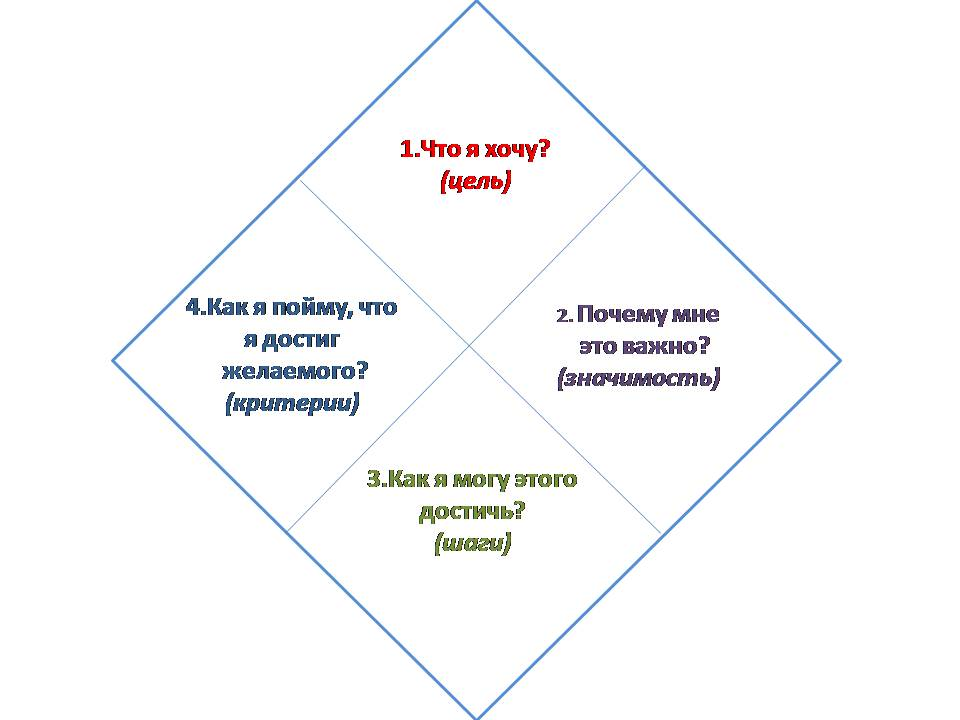 1.Что я хочу?
(цель)
2. Почему мне
это важно?
(значимость)
3.Как я могу этого
достичь?
(шаги)
4.Как я пойму, что
я достиг
желаемого?
(критерии)